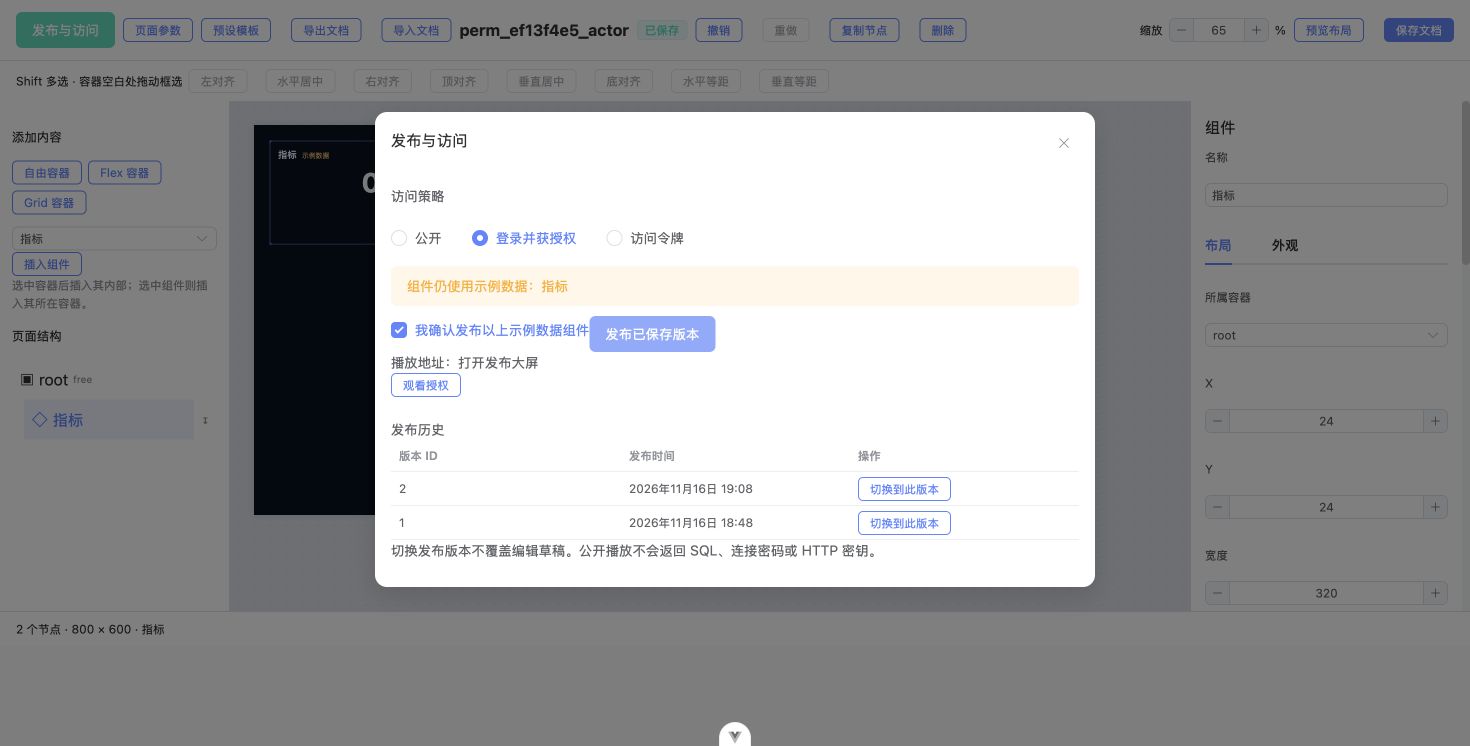 发布与访问 页面参数 预设模板 导出文档 导入文档 perm_ef13f4e5_actor 已保存 撤销 重做 复制节点 删除 缩放 65 % 预览布局 保存文档
Shift 多选 · 容器空白处拖动框选 左对齐 水平居中 右对齐 顶对齐 垂直居中 底对齐 水平等距 垂直等距
添加内容
自由容器 Flex 容器
Grid 容器
指标
插入组件
选中容器后插入其内部；选中组件则插
入其所在容器。
页面结构
root free
指标
指标 示例数据
0
发布与访问
访问策略
公开 登录并获授权 访问令牌
组件仍使用示例数据：指标
我确认发布以上示例数据组件 发布已保存版本
播放地址：打开发布大屏
观看授权
发布历史
版本 ID 发布时间 操作
2 2026年11月16日 19:08 切换到此版本
1 2026年11月16日 18:48 切换到此版本
切换发布版本不覆盖编辑草稿。公开播放不会返回 SQL、连接密码或 HTTP 密钥。
组件
名称
指标
布局 外观
所属容器
root
X
24
Y
24
宽度
320
2 个节点 · 800 × 600 · 指标